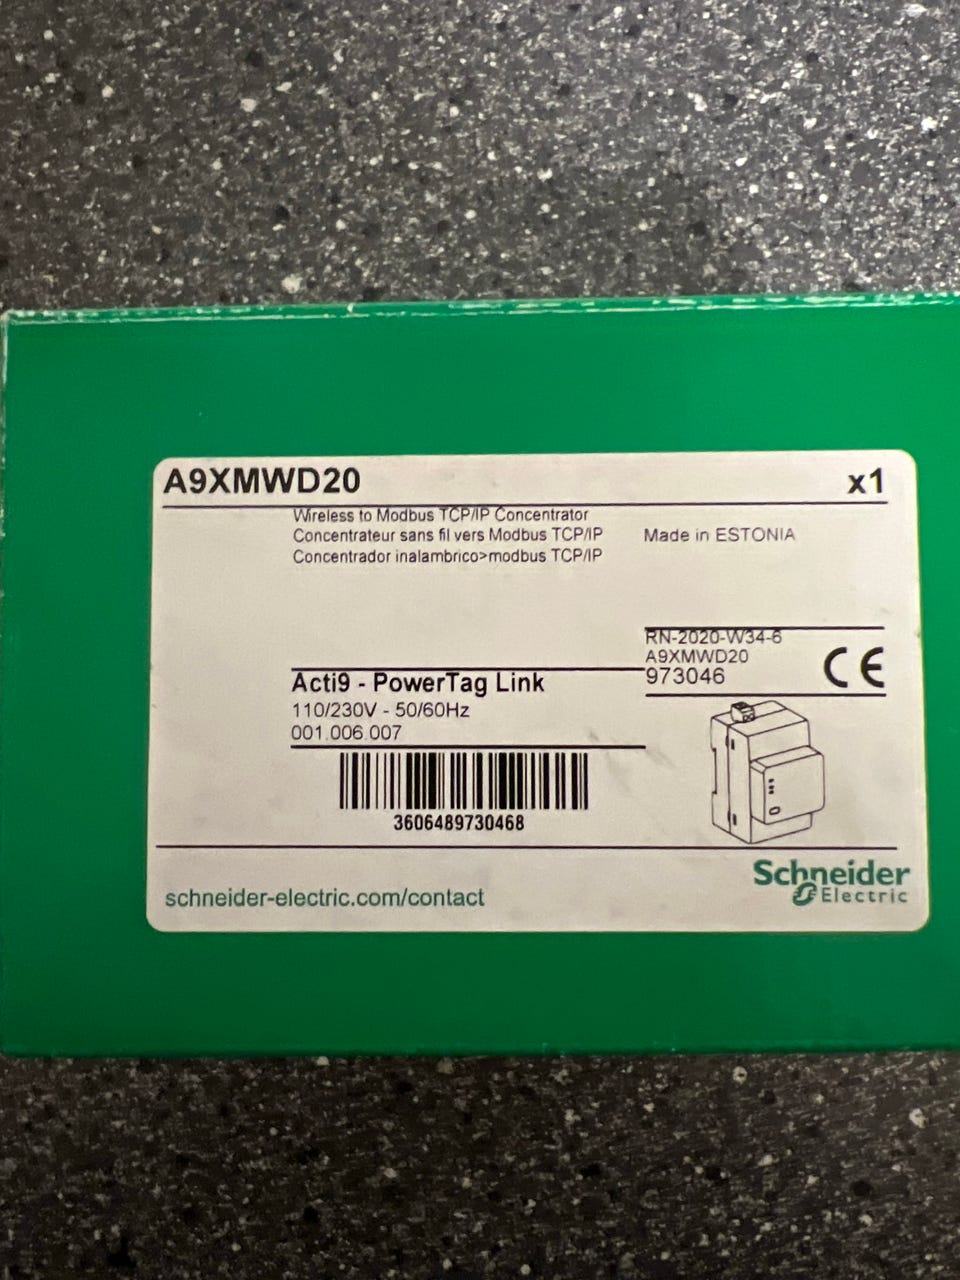 A9XMWD20 x1
Wireless to Modbus TCP/IP Concentrator
Concentrateur sans fil vers Modbus TCP/IP
Concentrador inalambrico>modbus TCP/IP
Made in ESTONIA
RN-2020-W34-6
A9XMWD20
973046
CE
Acti9 - PowerTag Link
110/230V - 50/60Hz
001.006.007
3606489730468
schneider-electric.com/contact
Schneider
Electric